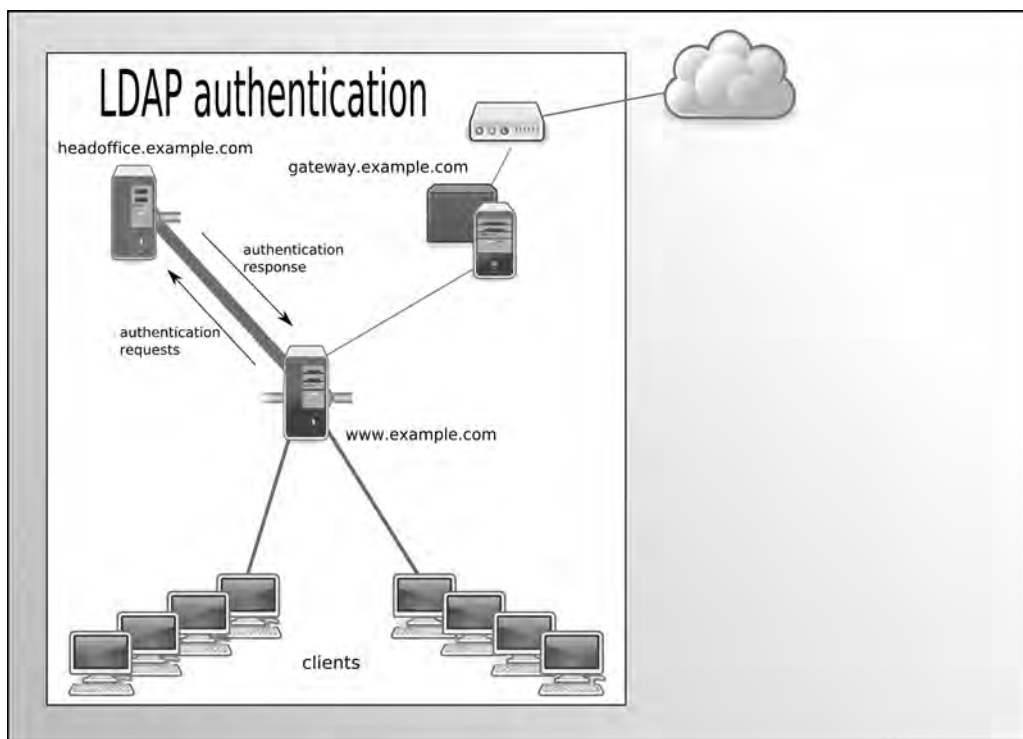 LDAP authentication
headoffice.example.com
gateway.example.com
authentication
response
authentication
requests
www.example.com
clients